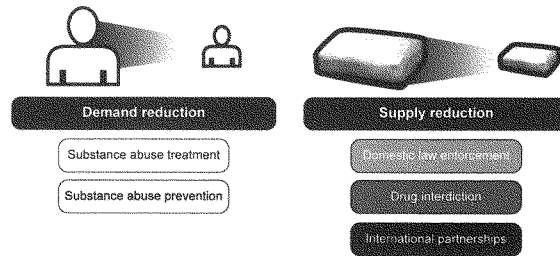 Demand reduction
Substance abuse treatment
Substance abuse prevention
Supply reduction
Domestic law enforcement
Drug interdiction
International partnerships